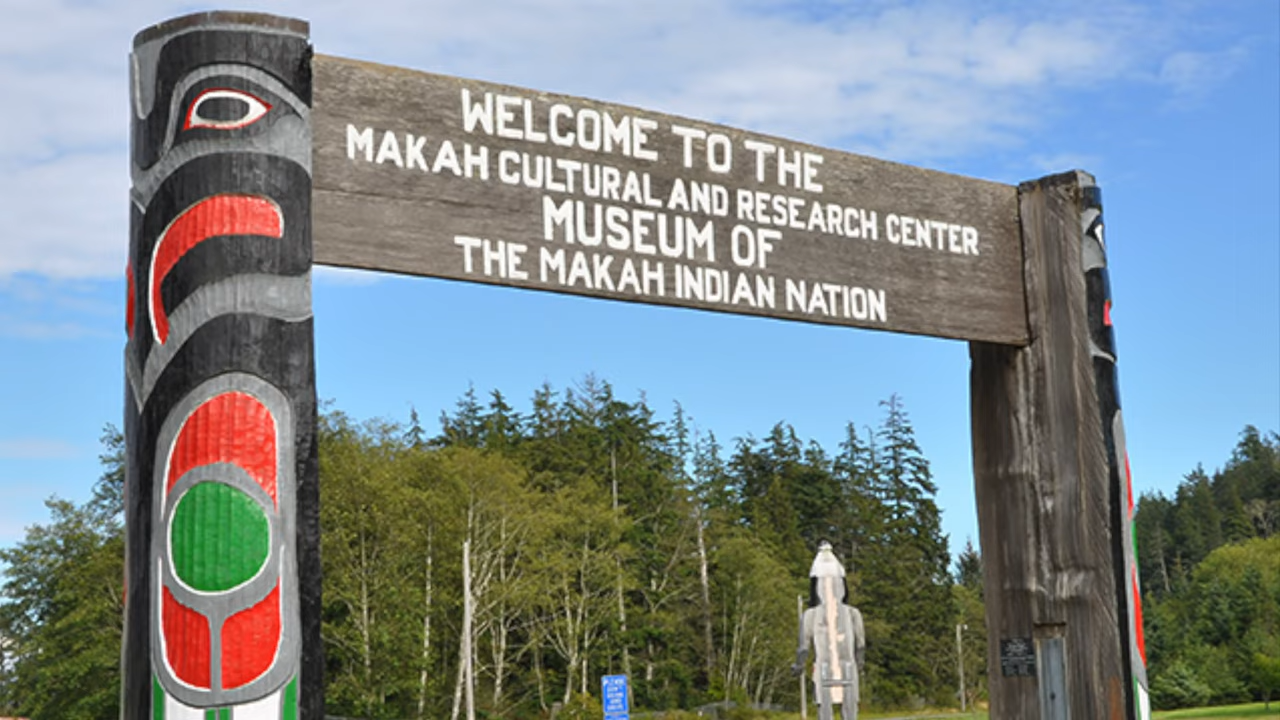 WELCOME TO THE
MAKAH CULTURAL AND RESEARCH CENTER
MUSEUM OF
THE MAKAH INDIAN NATION